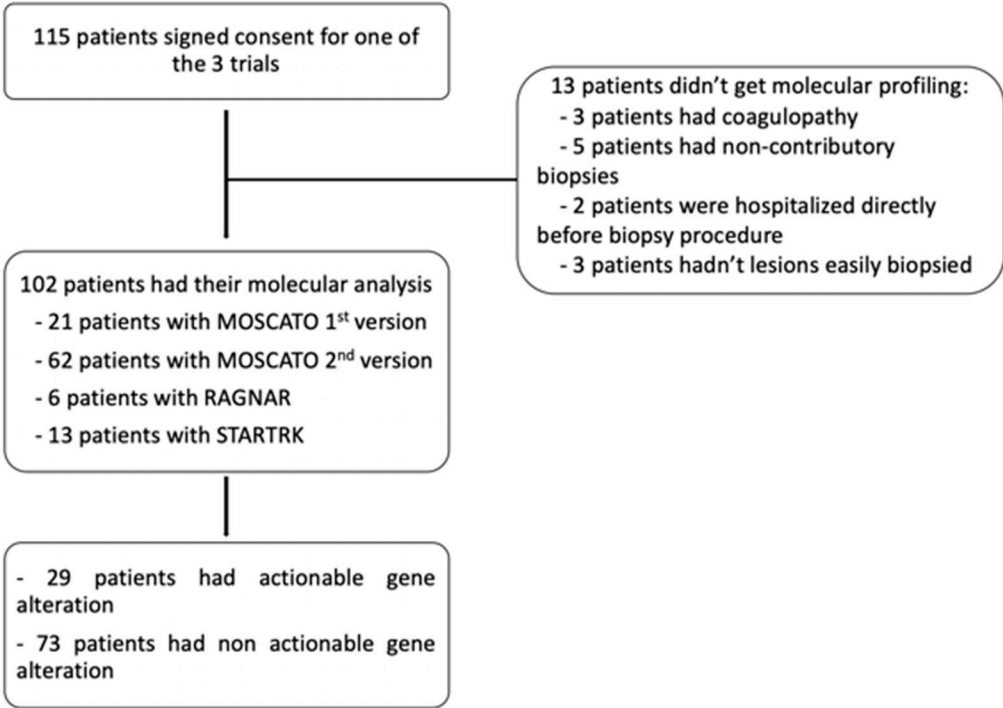 115 patients signed consent for one of
the 3 trials
13 patients didn’t get molecular profiling:
- 3 patients had coagulopathy
- 5 patients had non-contributory
biopsies
- 2 patients were hospitalized directly
before biopsy procedure
- 3 patients hadn’t lesions easily biopsied
102 patients had their molecular analysis
- 21 patients with MOSCATO 1st version
- 62 patients with MOSCATO 2nd version
- 6 patients with RAGNAR
- 13 patients with STARTRK
- 29 patients had actionable gene
alteration
- 73 patients had non actionable gene
alteration